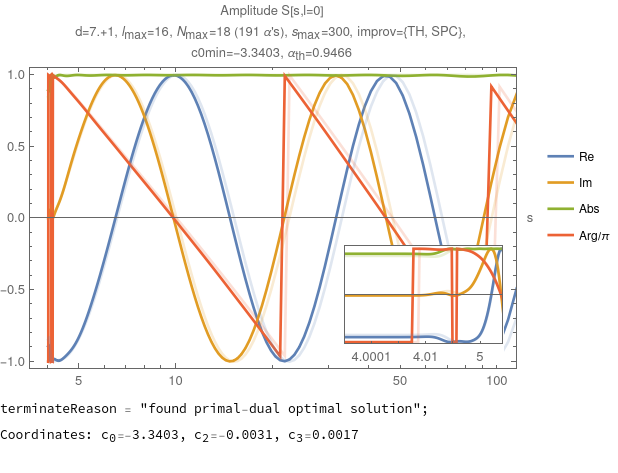 Amplitude S[s,l=0]
d=7.+1, lmax=16, Nmax=18 (191 α's), smax=300, improv={TH, SPC},
c0min=-3.3403, αth=0.9466
1.0
0.5
0.0
-0.5
-1.0
s
Re
Im
Abs
Arg/π
4.0001 4.01 5
5 10 50 100
terminateReason = "found primal-dual optimal solution";
Coordinates: c0=-3.3403, c2=-0.0031, c3=0.0017